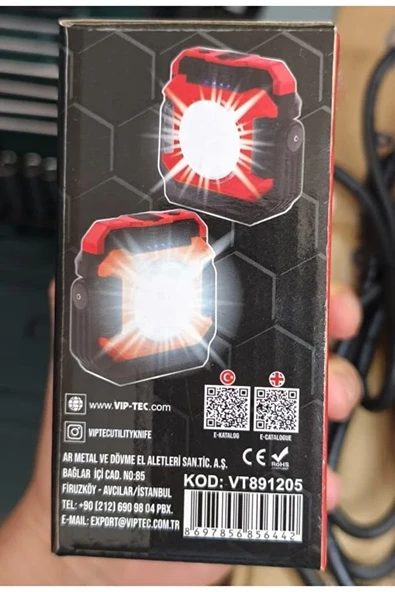 www.VIP-TEC.com
VIPTECUTILITYKNIFE
E-KATALOG
E-CATALOGUE
AR METAL VE DÖVME EL ALETLERİ SAN.TİC. A.Ş.
BAĞLAR İÇİ CAD. NO:85
FİRUZKÖY - AVCILAR/İSTANBUL
TEL: +90 (212) 690 98 04 PBX.
E-MAIL: EXPORT@VIPTEC.COM.TR
CE
RoHS
KOD: VT891205
8697856856442